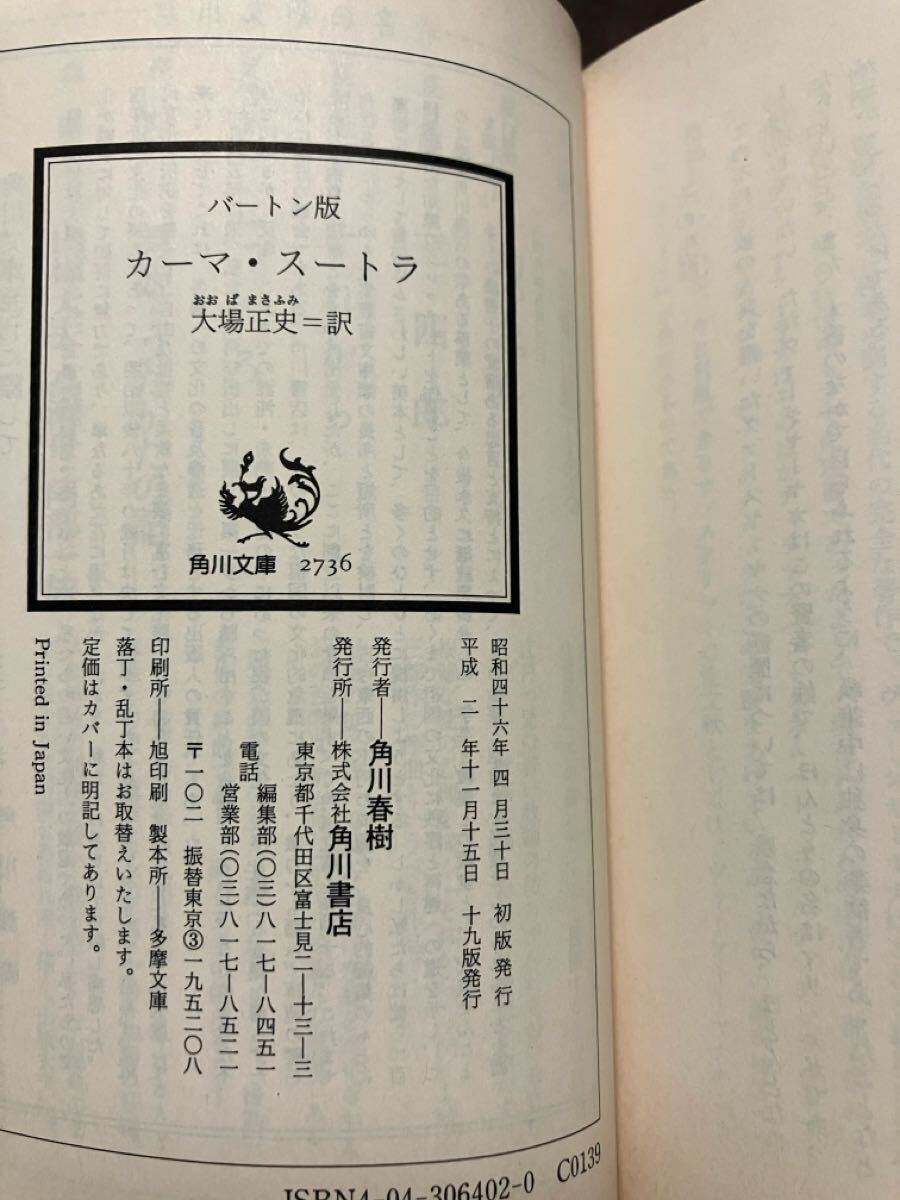 バートン版
カーマ・スートラ
おおばまさふみ
大場正史＝訳
角川文庫 2736
昭和四十六年 四 月三十日 初版発行
平成 二 年十一月十五日 十九版発行
発行者――角川春樹
発行所――株式会社角川書店
東京都千代田区富士見二―十三―三
電話 編集部(〇三)八一七―八四五一
営業部(〇三)八一七―八五二一
〒一〇二 振替東京③一九五二〇八
印刷所――旭印刷 製本所――多摩文庫
落丁・乱丁本はお取替えいたします。
定価はカバーに明記してあります。
Printed in Japan
ISBN4-04-306402-0 C0139